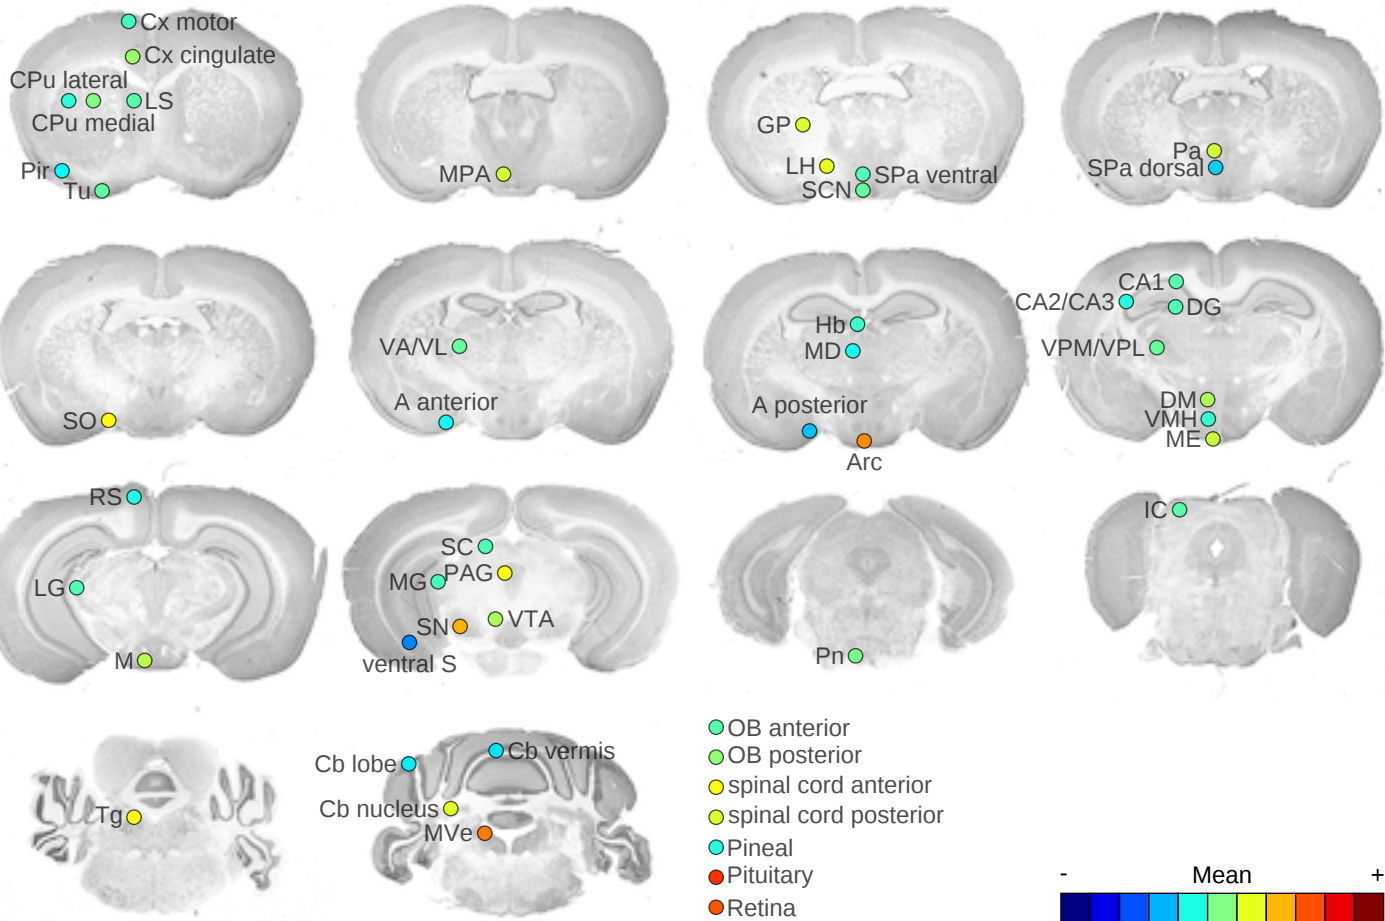 Cx motor
Cx cingulate
CPu lateral
LS
CPu medial
Pir
Tu
MPA
GP
LH
SPa ventral
SCN
Pa
SPa dorsal
SO
VA/VL
A anterior
Hb
MD
A posterior
Arc
CA1
CA2/CA3
DG
VPM/VPL
DM
VMH
ME
RS
LG
M
SC
MG
PAG
SN
VTA
ventral S
Pn
IC
Tg
Cb lobe
Cb vermis
Cb nucleus
MVe
OB anterior
OB posterior
spinal cord anterior
spinal cord posterior
Pineal
Pituitary
Retina
- Mean +